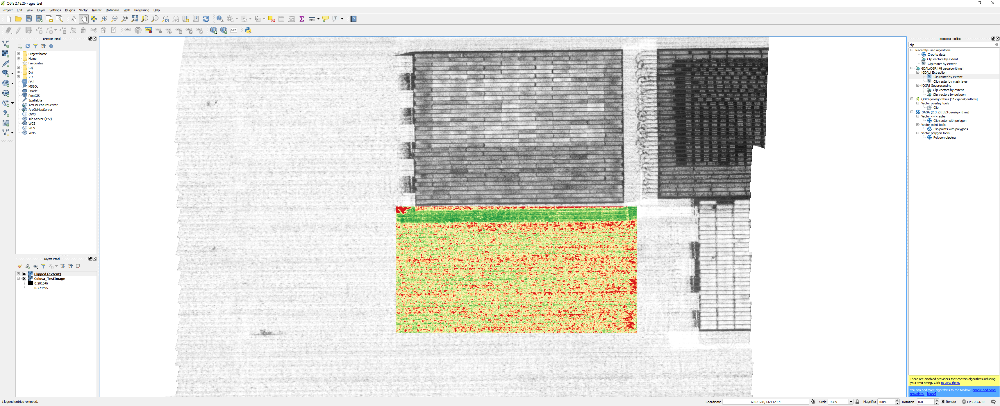 QGIS 2.18.26 - qgis_tset
Project Edit View Layer Settings Plugins Vector Raster Database Web Processing Help
CSW
Browser Panel
Project home
Home
Favourites
C:/
D:/
Z:/
DB2
MSSQL
Oracle
PostGIS
SpatiaLite
ArcGisFeatureServer
ArcGisMapServer
OWS
Tile Server (XYZ)
WCS
WFS
WMS
Layers Panel
Clipped (extent)
Colusa_TestImage
0.201546
0.779495
Processing Toolbox
clip
Recently used algorithms
Crop to data
Clip vectors by extent
Clip raster by extent
GDAL/OGR [48 geoalgorithms]
[GDAL] Extraction
Clip raster by extent
Clip raster by mask layer
[OGR] Geoprocessing
Clip vectors by extent
Clip vectors by polygon
QGIS geoalgorithms [117 geoalgorithms]
Vector overlay tools
Clip
SAGA (2.3.2) [353 geoalgorithms]
Vector <-> raster
Clip raster with polygon
Vector point tools
Clip points with polygons
Vector polygon tools
Polygon clipping
There are disabled providers that contain algorithms including
your text string. Click to view them.
You can add more algorithms to the toolbox, enable additional
providers. [close]
1 legend entries removed.
Coordinate 600217.8,4321129.4 Scale 1:389 Magnifier 100% Rotation 0.0 Render EPSG:32610